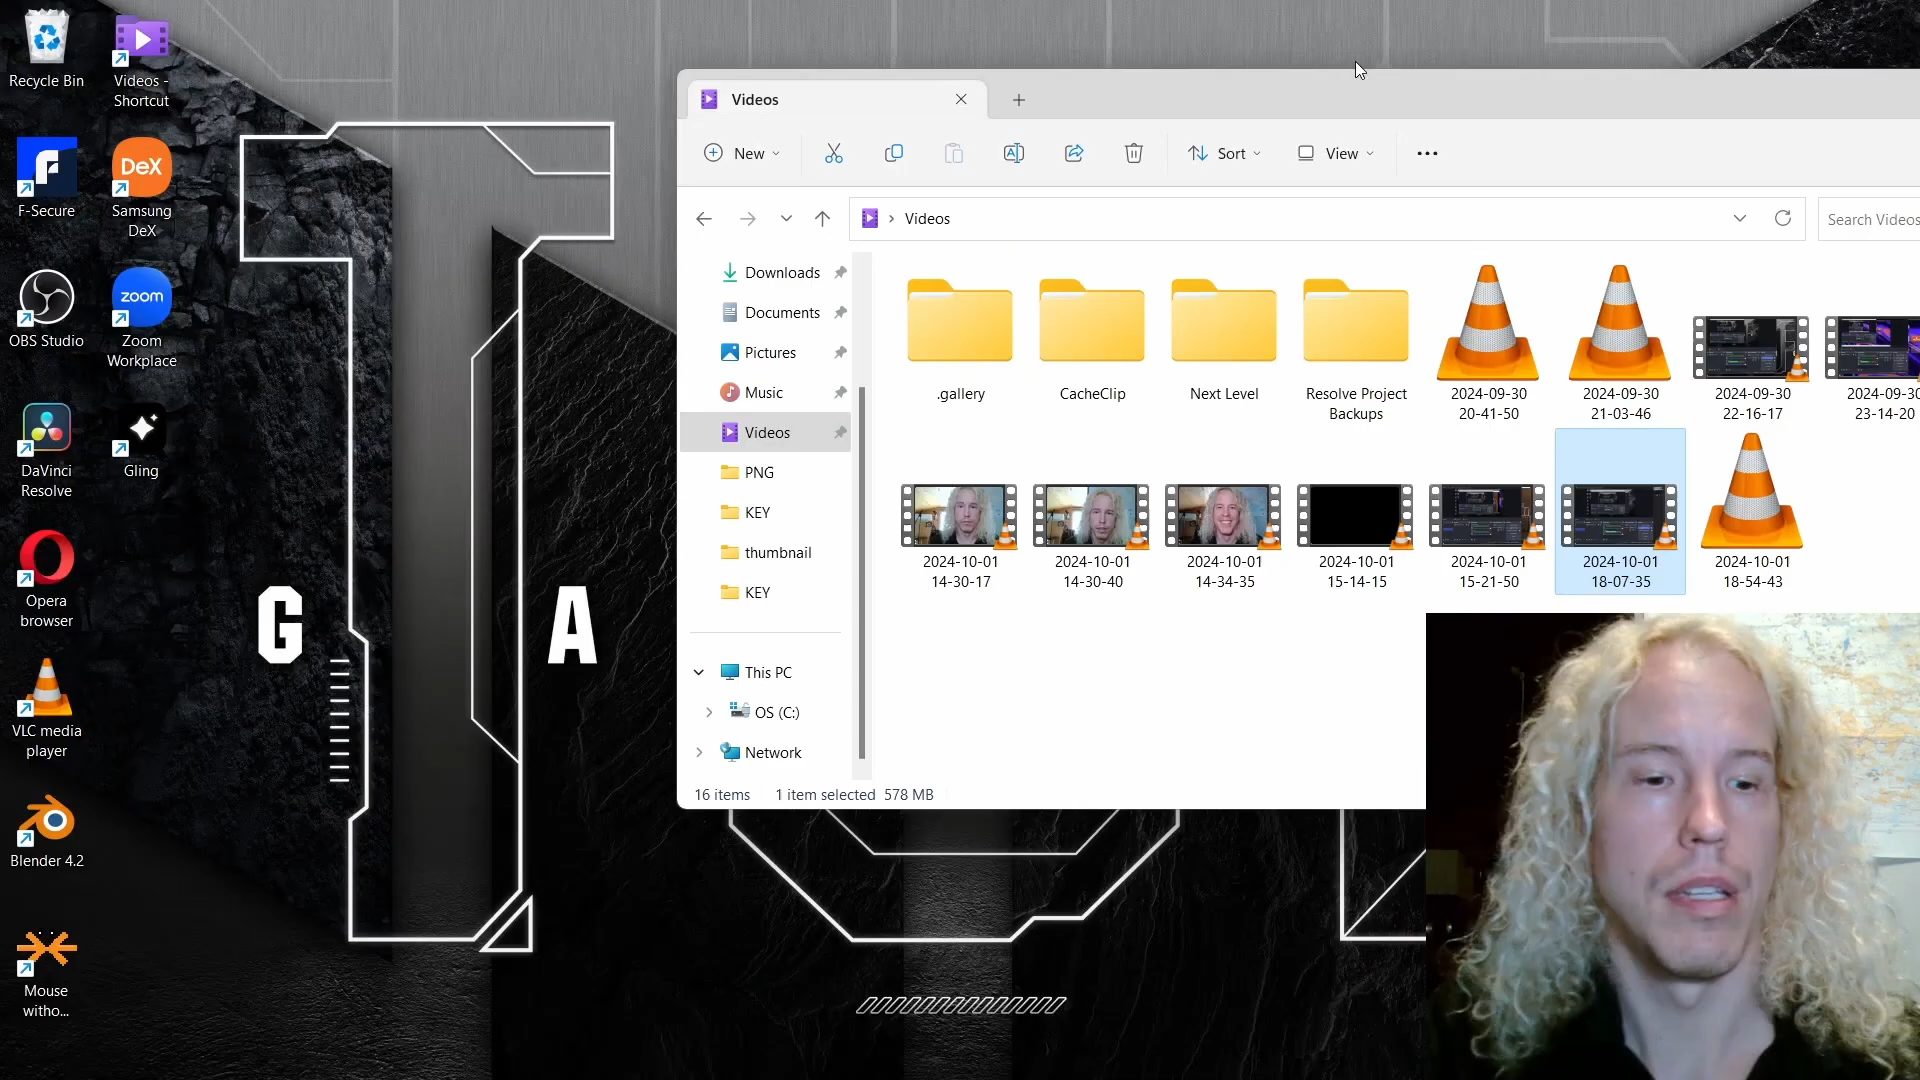 Recycle Bin
Videos -
Shortcut
F-Secure
DeX
Samsung
DeX
OBS Studio
zoom
Zoom
Workplace
DaVinci
Resolve
Gling
Opera
browser
VLC media
player
Blender 4.2
Mouse
witho...
G
A
Videos
New
Sort
View
Videos
Search Videos
Downloads
Documents
Pictures
Music
Videos
PNG
KEY
thumbnail
KEY
This PC
OS (C:)
Network
.gallery
CacheClip
Next Level
Resolve Project
Backups
2024-09-30
20-41-50
2024-09-30
21-03-46
2024-09-30
22-16-17
2024-09-30
23-14-20
2024-10-01
14-30-17
2024-10-01
14-30-40
2024-10-01
14-34-35
2024-10-01
15-14-15
2024-10-01
15-21-50
2024-10-01
18-07-35
2024-10-01
18-54-43
16 items
1 item selected 578 MB